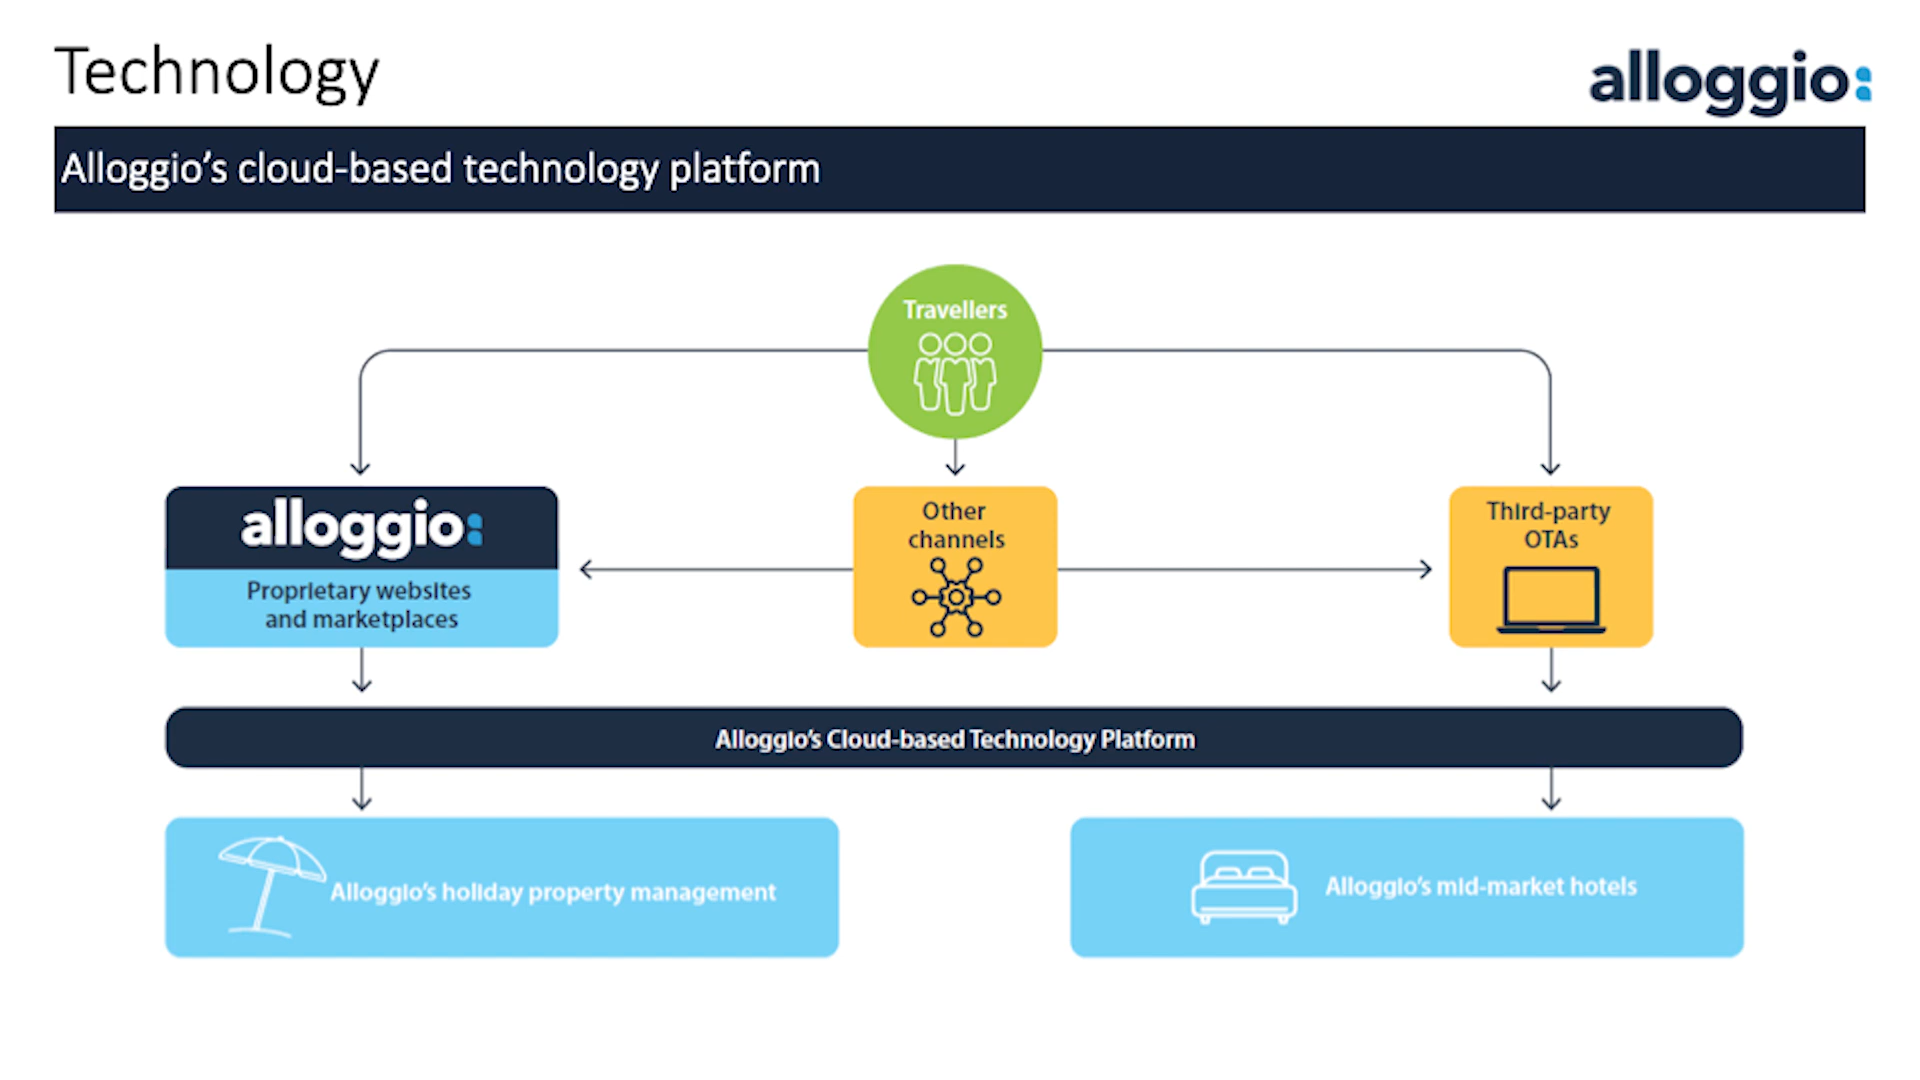 Technology
alloggio:
Alloggio's cloud-based technology platform
Travellers
alloggio:
Proprietary websites
and marketplaces
Other
channels
Third-party
OTAs
Alloggio's Cloud-based Technology Platform
Alloggio's holiday property management
Alloggio's mid-market hotels